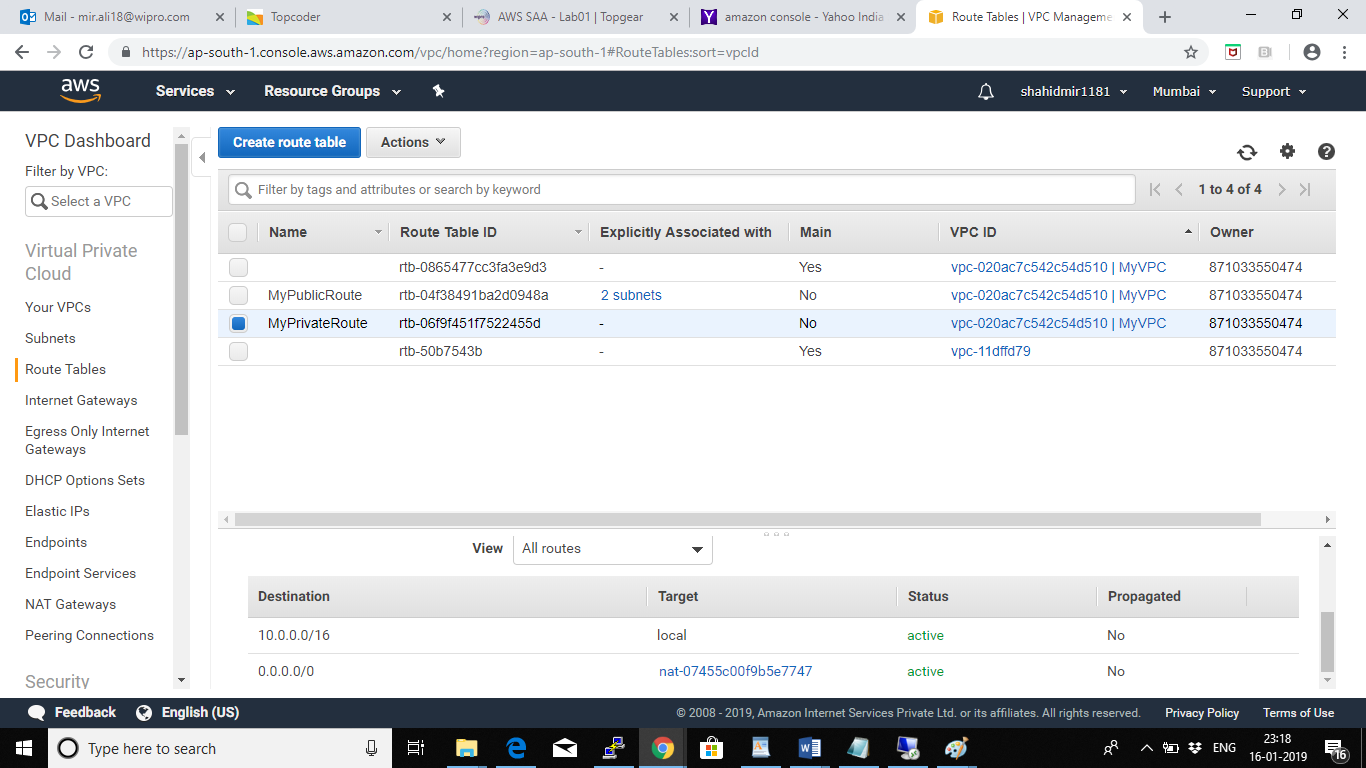 Mail - mir.ali18@wipro.com
Topcoder
AWS SAA - Lab01 | Topgear
amazon console - Yahoo India
Route Tables | VPC Manageme
https://ap-south-1.console.aws.amazon.com/vpc/home?region=ap-south-1#RouteTables:sort=vpcId
aws Services Resource Groups shahidmir1181 Mumbai Support
VPC Dashboard
Filter by VPC:
Select a VPC
Virtual Private
Cloud
Your VPCs
Subnets
Route Tables
Internet Gateways
Egress Only Internet
Gateways
DHCP Options Sets
Elastic IPs
Endpoints
Endpoint Services
NAT Gateways
Peering Connections
Security
Create route table Actions
Filter by tags and attributes or search by keyword
1 to 4 of 4
Name Route Table ID Explicitly Associated with Main VPC ID Owner
rtb-0865477cc3fa3e9d3 - Yes vpc-020ac7c542c54d510 | MyVPC 871033550474
MyPublicRoute rtb-04f38491ba2d0948a 2 subnets No vpc-020ac7c542c54d510 | MyVPC 871033550474
MyPrivateRoute rtb-06f9f451f7522455d - No vpc-020ac7c542c54d510 | MyVPC 871033550474
rtb-50b7543b - Yes vpc-11dffd79 871033550474
View All routes
Destination Target Status Propagated
10.0.0.0/16 local active No
0.0.0.0/0 nat-07455c00f9b5e7747 active No
Feedback English (US) © 2008 - 2019, Amazon Internet Services Private Ltd. or its affiliates. All rights reserved. Privacy Policy Terms of Use
Type here to search
ENG
23:18
16-01-2019
16